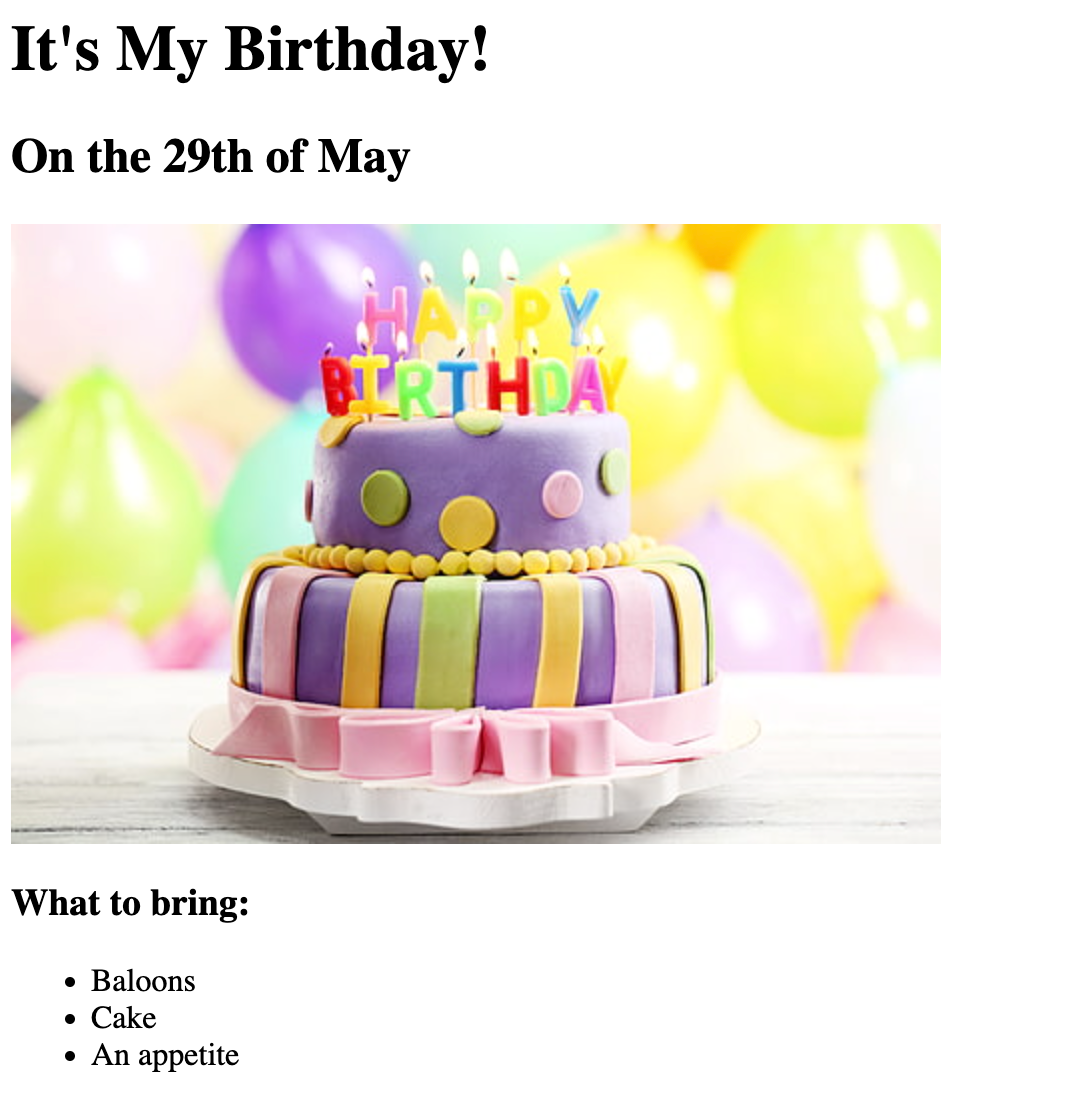 It's My Birthday!
On the 29th of May
HAPPY
BIRTHDAY
What to bring:
Baloons
Cake
An appetite